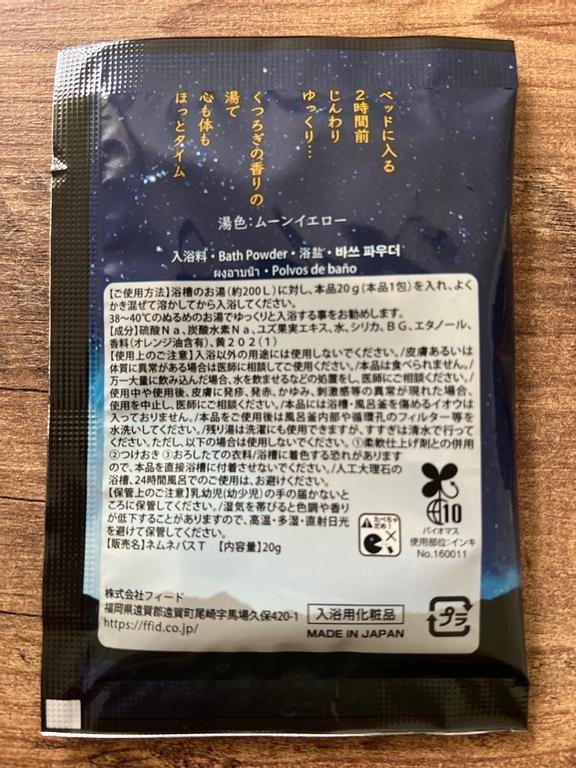 ベッドに入る
2時間前
じんわり
ゆっくり…
くつろぎの香りの
湯で
心も体も
ほっとタイム
湯色：ムーンイエロー
入浴料・Bath Powder・浴盐・바쓰 파우더
ผงอาบน้ำ・Polvos de baño
【ご使用方法】浴槽のお湯（約200L）に対し、本品20g（本品1包）を入れ、よく
かき混ぜて溶かしてから入浴してください。
38〜40℃のぬるめのお湯でゆっくりと入浴する事をお勧めします。
【成分】硫酸Na、炭酸水素Na、ユズ果実エキス、水、シリカ、BG、エタノール、
香料（オレンジ油含有）、黄202（1）
【使用上のご注意】入浴以外の用途には使用しないでください。/皮膚あるいは
体質に異常がある場合は医師に相談してご使用ください。/本品は食べられません。/
万一大量に飲み込んだ場合、水を飲ませるなどの処置をし、医師にご相談ください。/
使用中や使用後、皮膚に発疹、発赤、かゆみ、刺激感等の異常が現れた場合、
使用を中止し、医師にご相談ください。/本品には浴槽・風呂釜を傷めるイオウは
入っておりません。/本品をご使用後は風呂釜内部や循環孔のフィルター等を
水洗いしてください。/残り湯は洗濯にも使用できますが、すすぎは清水で行って
ください。ただし、以下の場合は使用しないでください。①柔軟仕上げ剤との併用
②つけおき③おろしたての衣料/浴槽に着色する恐れがあります
ので、本品を直接浴槽に付着させないでください。/人工大理石の
浴槽、24時間風呂でのご使用は、お避けください。
【保管上のご注意】乳幼児（幼少児）の手の届かないと
ころに保管してください。/湿気を帯びると色調や香り
が低下することがありますので、高温・多湿・直射日光
を避けて保管してください。
【販売名】ネムネバスT 【内容量】20g
たべちゃ
だめ！
10
バイオマス
使用部位：インキ
No.160011
株式会社フィード
福岡県遠賀郡遠賀町尾崎字馬場久保420-1
https://ffid.co.jp/
入浴用化粧品
MADE IN JAPAN
プラ